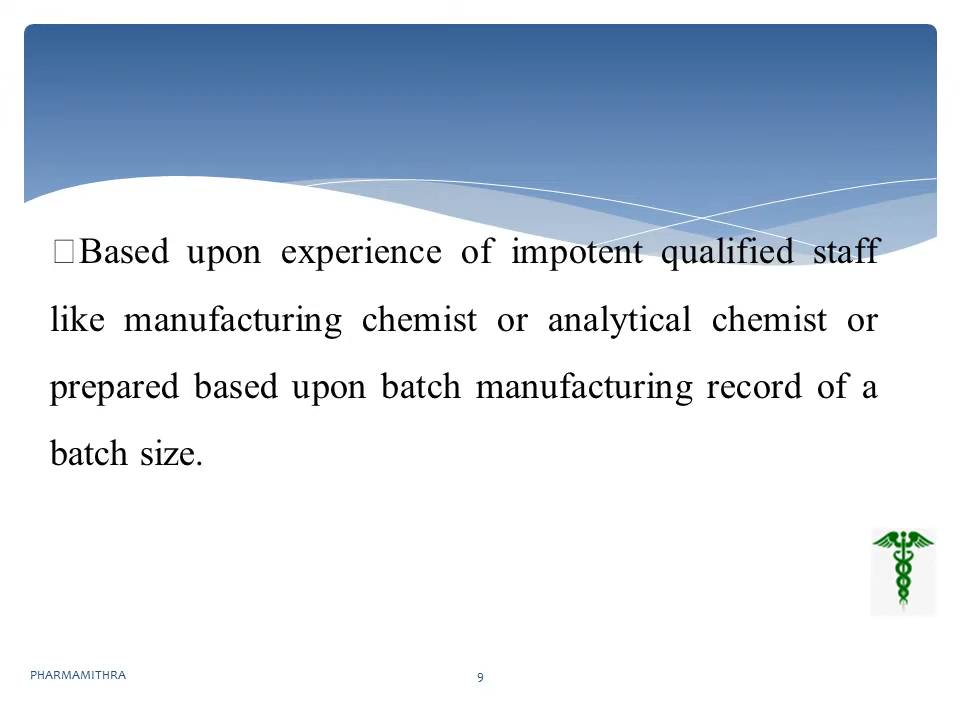 Based upon experience of impotent qualified staff
like manufacturing chemist or analytical chemist or
prepared based upon batch manufacturing record of a
batch size.
PHARMAMITHRA
9